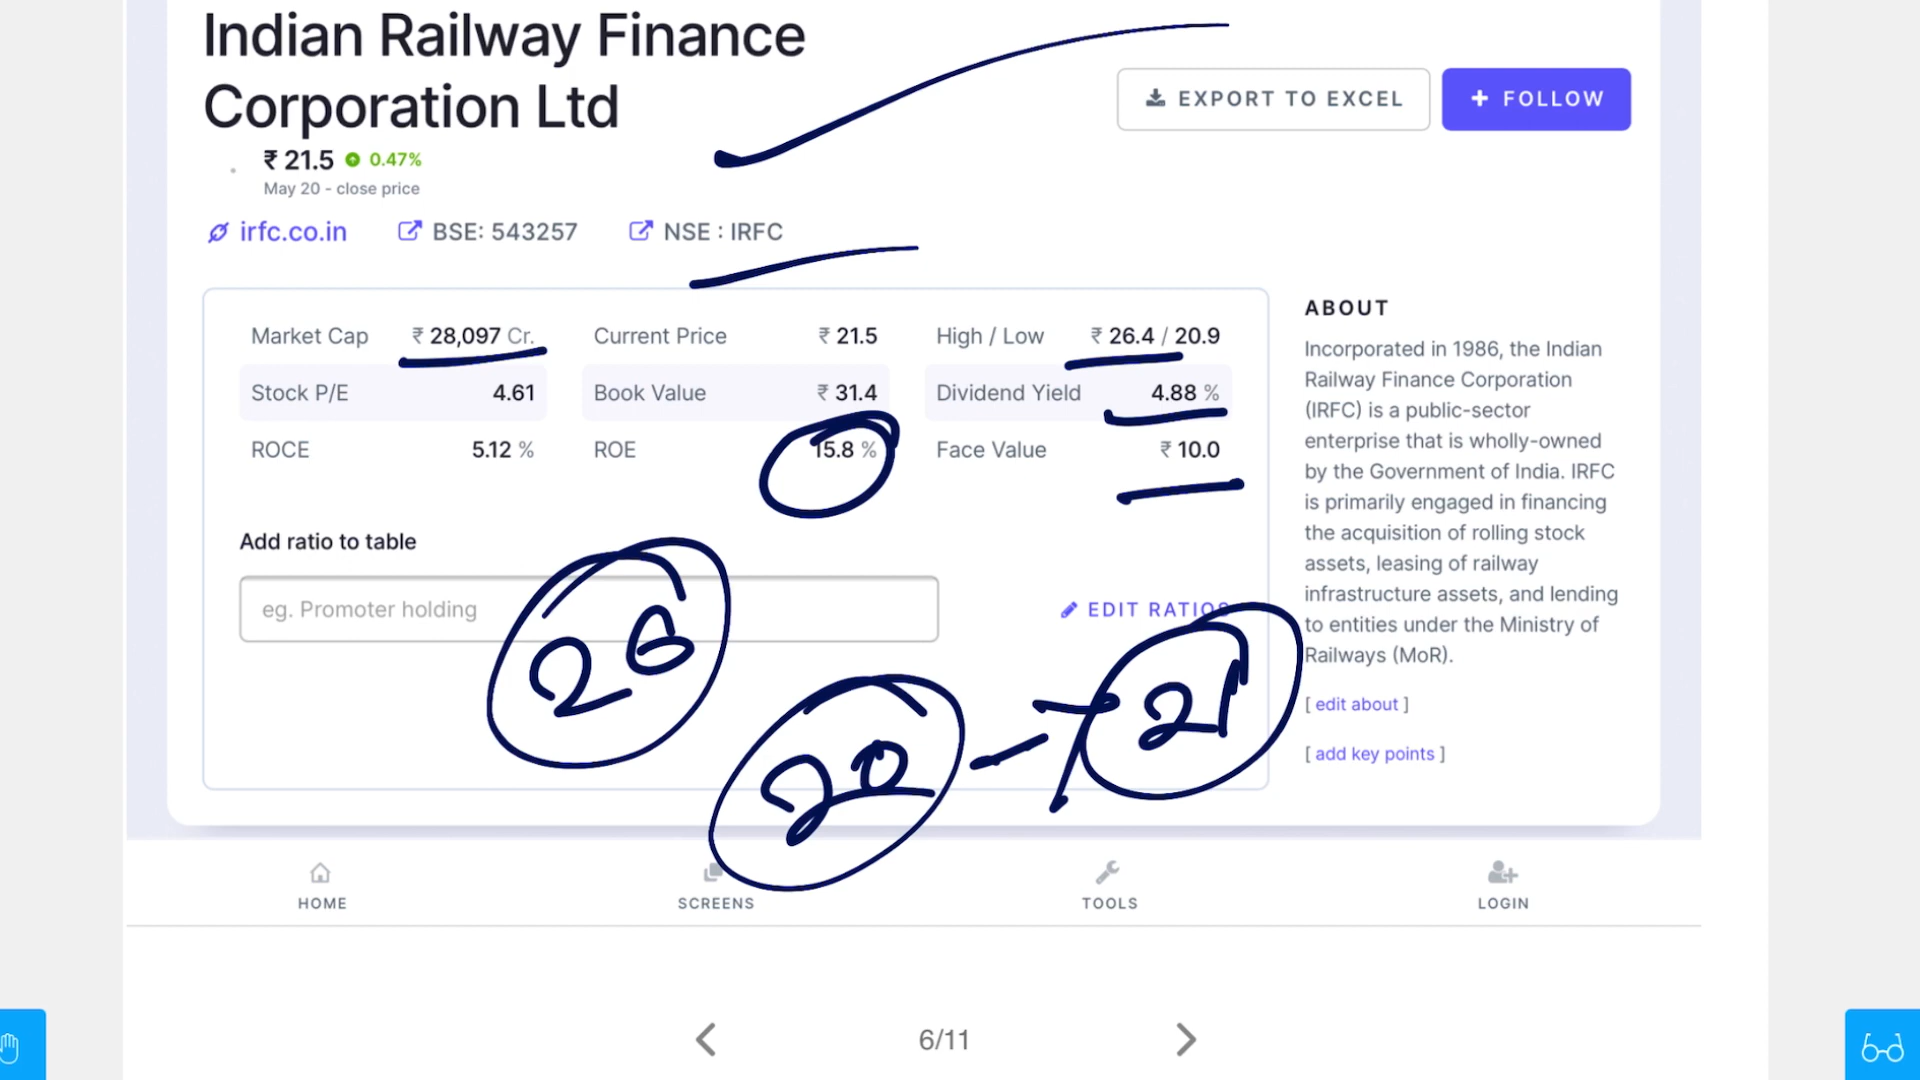 Indian Railway Finance
Corporation Ltd
EXPORT TO EXCEL
+ FOLLOW
₹ 21.5 0.47%
May 20 - close price
irfc.co.in BSE: 543257 NSE : IRFC
Market Cap ₹ 28,097 Cr. Current Price ₹ 21.5 High / Low ₹ 26.4 / 20.9
Stock P/E 4.61 Book Value ₹ 31.4 Dividend Yield 4.88 %
ROCE 5.12 % ROE 15.8 % Face Value ₹ 10.0
Add ratio to table
eg. Promoter holding
EDIT RATIOS
26
20 - 21
ABOUT
Incorporated in 1986, the Indian
Railway Finance Corporation
(IRFC) is a public-sector
enterprise that is wholly-owned
by the Government of India. IRFC
is primarily engaged in financing
the acquisition of rolling stock
assets, leasing of railway
infrastructure assets, and lending
to entities under the Ministry of
Railways (MoR).
[ edit about ]
[ add key points ]
HOME SCREENS TOOLS LOGIN
6/11